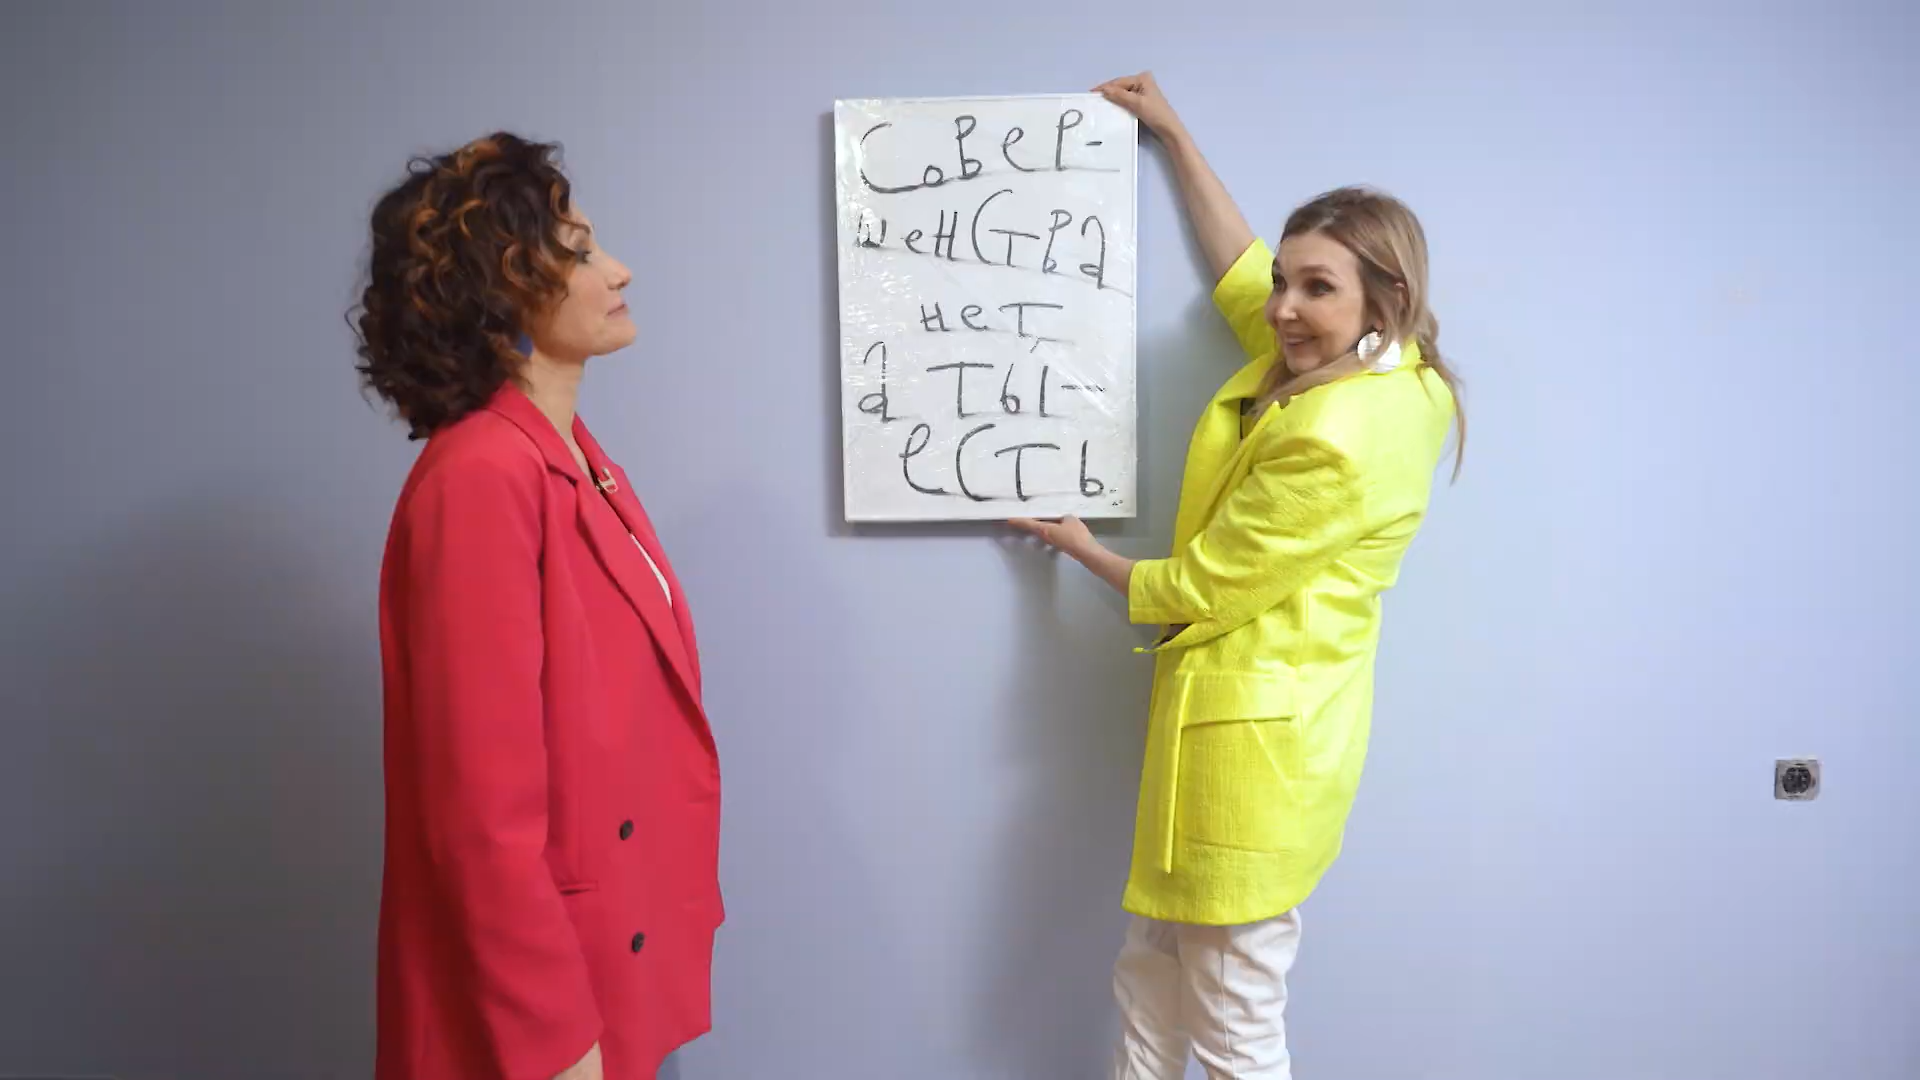 Совер-
шенства
нет,
а ты-
есть.